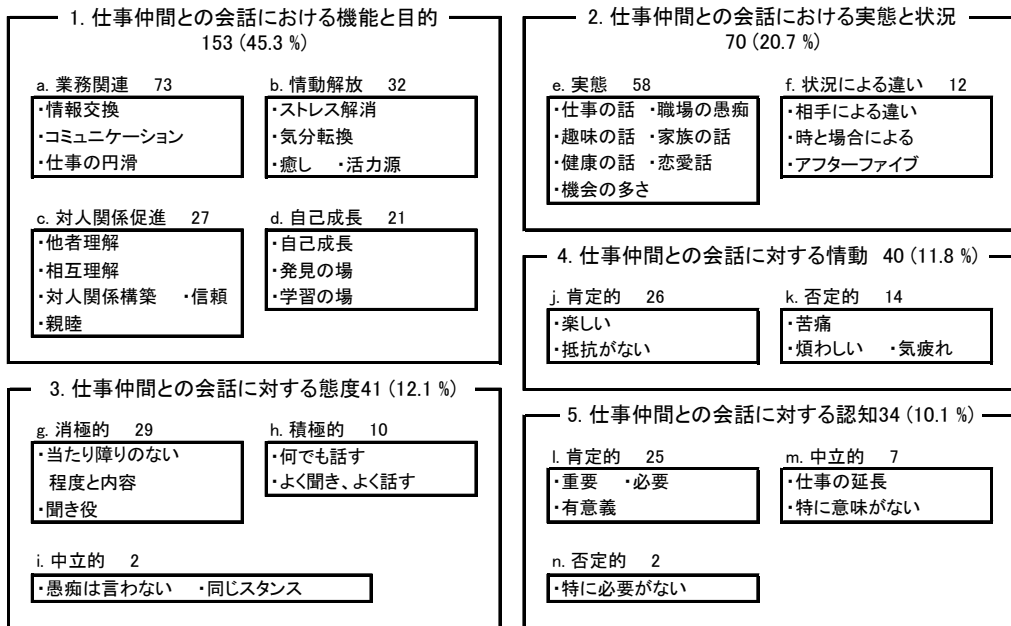 1. 仕事仲間との会話における機能と目的
153 (45.3 %)
a. 業務関連 73
・情報交換
・コミュニケーション
・仕事の円滑
b. 情動解放 32
・ストレス解消
・気分転換
・癒し ・活力源
c. 対人関係促進 27
・他者理解
・相互理解
・対人関係構築 ・信頼
・親睦
d. 自己成長 21
・自己成長
・発見の場
・学習の場
2. 仕事仲間との会話における実態と状況
70 (20.7 %)
e. 実態 58
・仕事の話 ・職場の愚痴
・趣味の話 ・家族の話
・健康の話 ・恋愛話
・機会の多さ
f. 状況による違い 12
・相手による違い
・時と場合による
・アフターファイブ
3. 仕事仲間との会話に対する態度41 (12.1 %)
g. 消極的 29
・当たり障りのない
程度と内容
・聞き役
h. 積極的 10
・何でも話す
・よく聞き、よく話す
i. 中立的 2
・愚痴は言わない ・同じスタンス
4. 仕事仲間との会話に対する情動 40 (11.8 %)
j. 肯定的 26
・楽しい
・抵抗がない
k. 否定的 14
・苦痛
・煩わしい ・気疲れ
5. 仕事仲間との会話に対する認知34 (10.1 %)
l. 肯定的 25
・重要 ・必要
・有意義
m. 中立的 7
・仕事の延長
・特に意味がない
n. 否定的 2
・特に必要がない